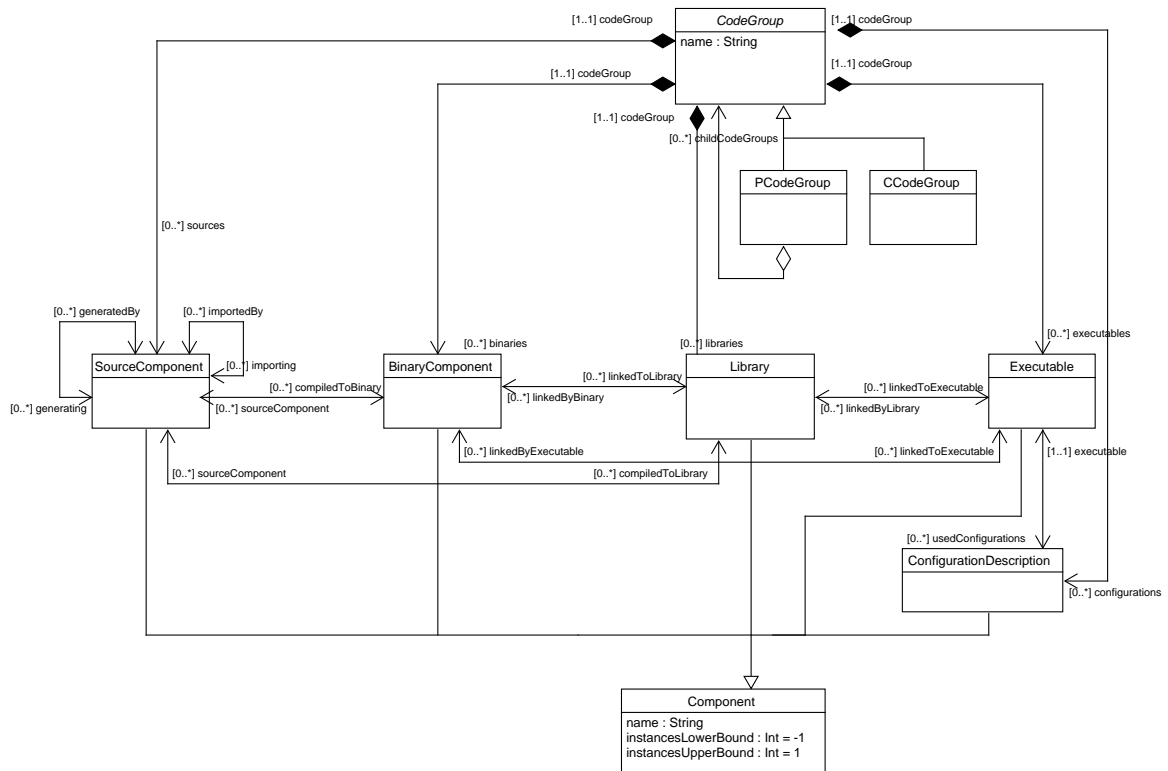 [1..1] codeGroup
CodeGroup
[1..1] codeGroup
name : String
[1..1] codeGroup
[1..1] codeGroup
[1..1] codeGroup
[0..*] childCodeGroups
PCodeGroup
CCodeGroup
[0..*] sources
[0..*] generatedBy
[0..*] importedBy
[0..*] binaries
[0..*] libraries
[0..*] executables
SourceComponent
[0..*] importing
BinaryComponent
Library
Executable
[0..*] compiledToBinary
[0..*] linkedToLibrary
[0..*] linkedToExecutable
[0..*] generating
[0..*] sourceComponent
[0..*] linkedByBinary
[0..*] linkedByLibrary
[0..*] linkedByExecutable
[0..*] linkedToExecutable
[1..1] executable
[0..*] sourceComponent
[0..*] compiledToLibrary
[0..*] usedConfigurations
ConfigurationDescription
[0..*] configurations
Component
name : String
instancesLowerBound : Int = -1
instancesUpperBound : Int = 1